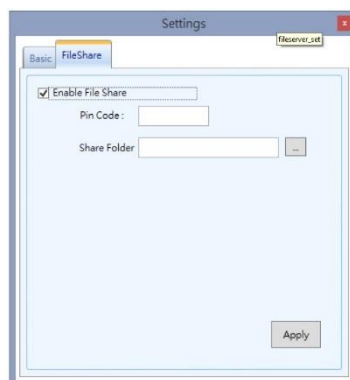 Settings
x
fileserver_set
Basic
FileShare
Enable File Share
Pin Code :
Share Folder
...
Apply